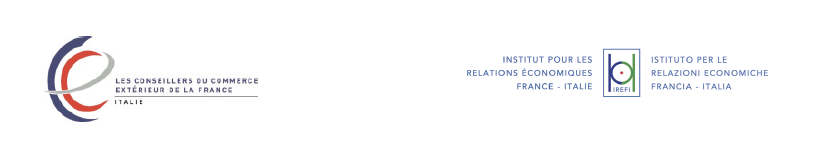 LES CONSEILLERS DU COMMERCE
EXTÉRIEUR DE LA FRANCE
ITALIE
INSTITUT POUR LES
RELATIONS ÉCONOMIQUES
FRANCE - ITALIE
IREFI
ISTITUTO PER LE
RELAZIONI ECONOMICHE
FRANCIA - ITALIA